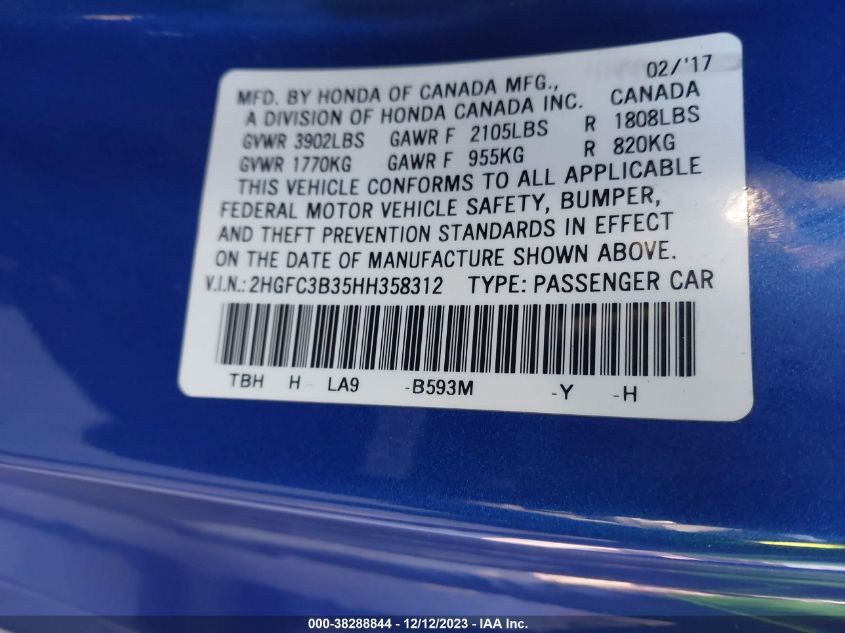 02/'17
MFD. BY HONDA OF CANADA MFG.,
A DIVISION OF HONDA CANADA INC. CANADA
GVWR 3902LBS GAWR F 2105LBS R 1808LBS
GVWR 1770KG GAWR F 955KG R 820KG
THIS VEHICLE CONFORMS TO ALL APPLICABLE
FEDERAL MOTOR VEHICLE SAFETY, BUMPER,
AND THEFT PREVENTION STANDARDS IN EFFECT
ON THE DATE OF MANUFACTURE SHOWN ABOVE.
V.I.N.: 2HGFC3B35HH358312 TYPE: PASSENGER CAR
TBH H LA9 -B593M -Y -H
000-38288844 - 12/12/2023 - IAA Inc.